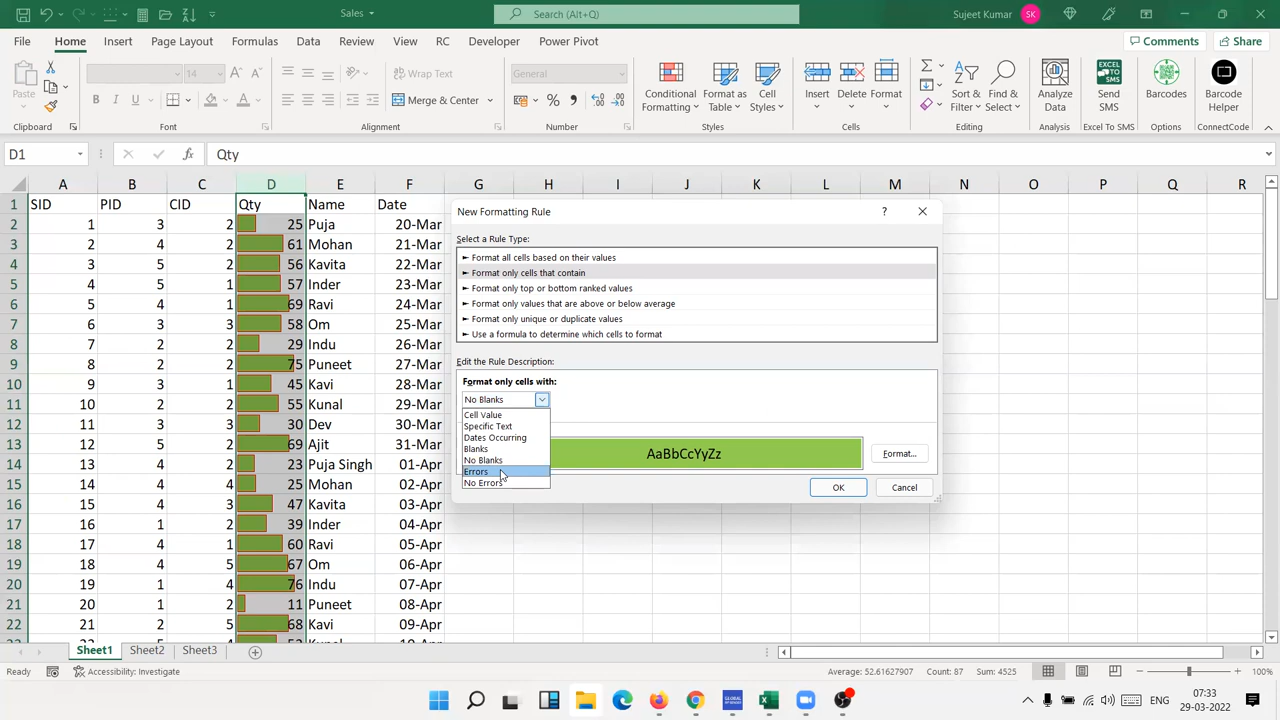 Sales
Search (Alt+Q)
Sujeet Kumar
SK
File Home Insert Page Layout Formulas Data Review View RC Developer Power Pivot
Comments
Share
Paste
14
Wrap Text
Merge & Center
General
Conditional Formatting
Format as Table
Cell Styles
Insert
Delete
Format
Sort & Filter
Find & Select
Analyze Data
Send SMS
Barcodes
Barcode Helper
Clipboard Font Alignment Number Styles Cells Editing Analysis Excel To SMS Options ConnectCode
D1
fx
Qty
A B C D E F G H I J K L M N O P Q R
1 SID PID CID Qty Name Date
2 1 3 2 25 Puja 20-Mar
3 2 4 2 61 Mohan 21-Mar
4 3 5 2 56 Kavita 22-Mar
5 4 5 1 57 Inder 23-Mar
6 5 4 1 69 Ravi 24-Mar
7 6 3 3 58 Om 25-Mar
8 7 2 2 29 Indu 26-Mar
9 8 2 2 75 Puneet 27-Mar
10 9 3 1 45 Kavi 28-Mar
11 10 2 2 55 Kunal 29-Mar
12 11 2 3 30 Dev 30-Mar
13 12 5 2 69 Ajit 31-Mar
14 13 4 2 23 Puja Singh 01-Apr
15 14 4 5 25 Mohan 02-Apr
16 15 4 3 47 Kavita 03-Apr
17 16 1 2 39 Inder 04-Apr
18 17 4 1 60 Ravi 05-Apr
19 18 4 5 67 Om 06-Apr
20 19 1 4 76 Indu 07-Apr
21 20 1 2 11 Puneet 08-Apr
22 21 2 5 68 Kavi 09-Apr
New Formatting Rule
?
Select a Rule Type:
► Format all cells based on their values
► Format only cells that contain
► Format only top or bottom ranked values
► Format only values that are above or below average
► Format only unique or duplicate values
► Use a formula to determine which cells to format
Edit the Rule Description:
Format only cells with:
No Blanks
Cell Value
Specific Text
Dates Occurring
Blanks
No Blanks
Errors
No Errors
AaBbCcYyZz
Format...
OK
Cancel
Sheet1 Sheet2 Sheet3
Ready
Accessibility: Investigate
Average: 52.61627907 Count: 87 Sum: 4525
100%
ENG
07:33
29-03-2022